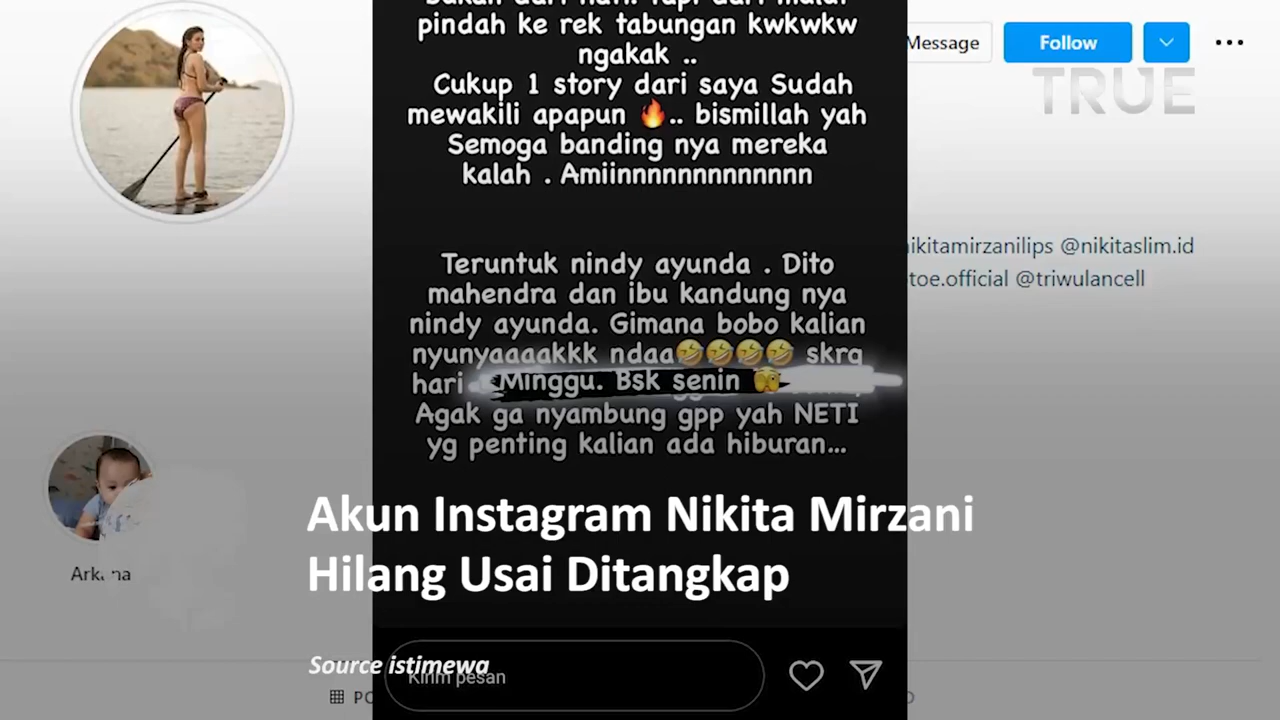 pindah ke rek tabungan kwkwkw
ngakak ..
Cukup 1 story dari saya Sudah
mewakili apapun 🔥.. bismillah yah
Semoga banding nya mereka
kalah . Amiinnnnnnnnnnnnnn
Teruntuk nindy ayunda . Dito
mahendra dan ibu kandung nya
nindy ayunda. Gimana bobo kalian
nyunyaaaakkk ndaa🤣🤣🤣🤣 skrg
hari Minggu. Bsk senin 🫣
Agak ga nyambung gpp yah NETI
yg penting kalian ada hiburan...
Message
Follow
TRUE
nikitamirzanilips @nikitaslim.id
toe.official @triwulancell
Akun Instagram Nikita Mirzani
Hilang Usai Ditangkap
Source istimewa
Kirim pesan